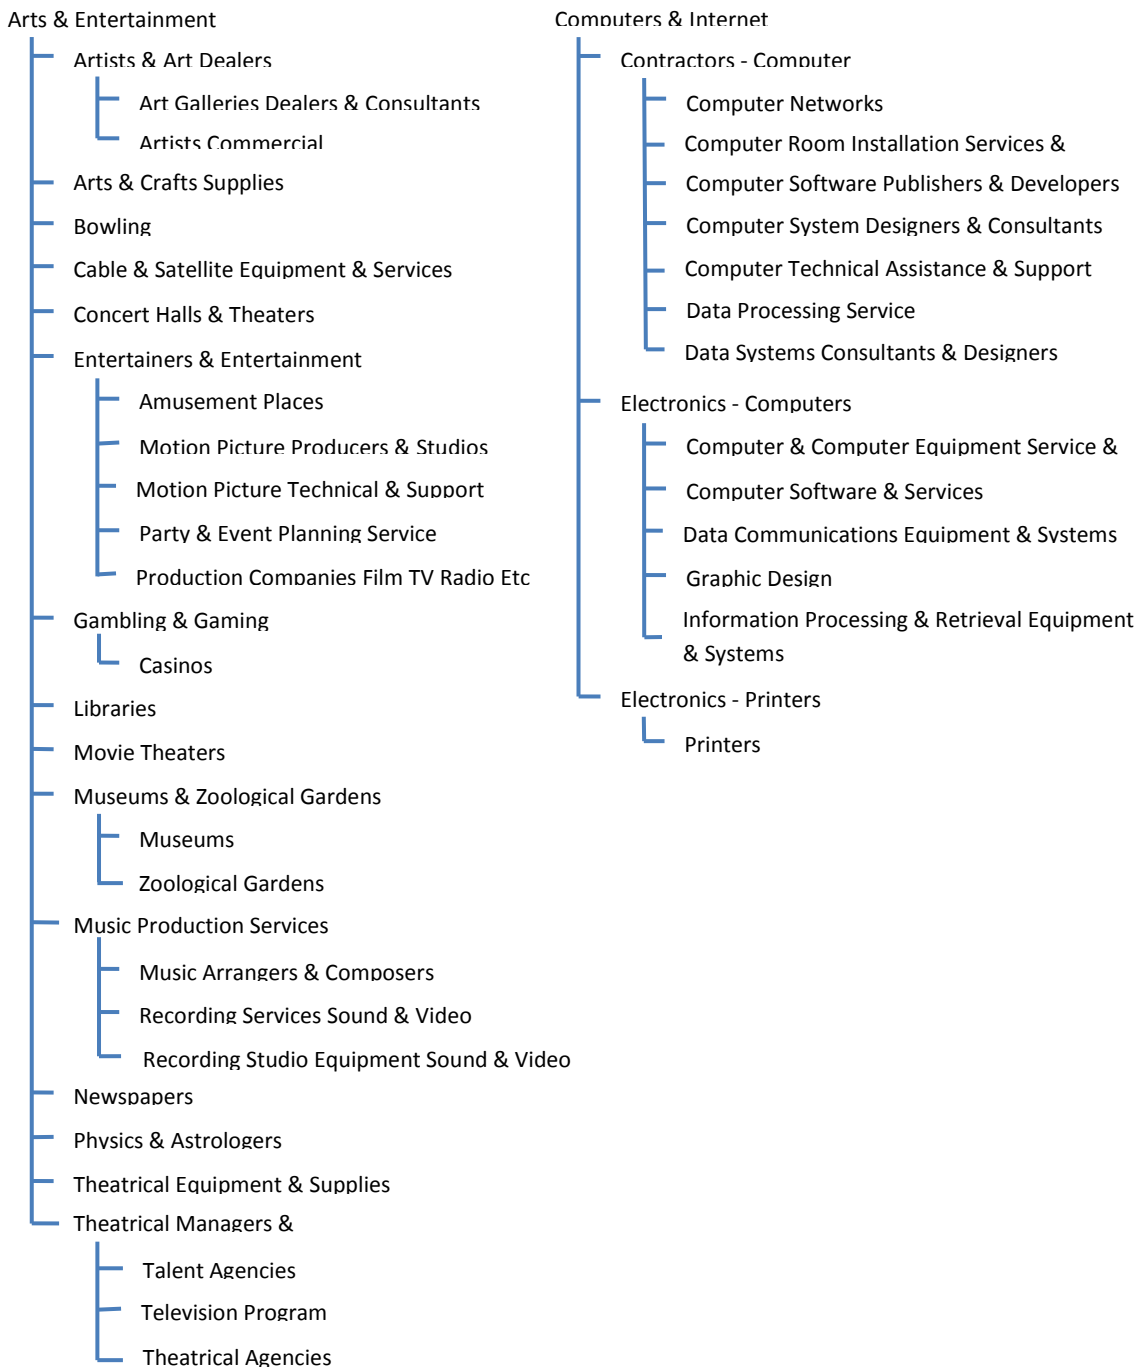 Arts & Entertainment
Artists & Art Dealers
Art Galleries Dealers & Consultants
Artists Commercial
Arts & Crafts Supplies
Bowling
Cable & Satellite Equipment & Services
Concert Halls & Theaters
Entertainers & Entertainment
Amusement Places
Motion Picture Producers & Studios
Motion Picture Technical & Support
Party & Event Planning Service
Production Companies Film TV Radio Etc
Gambling & Gaming
Casinos
Libraries
Movie Theaters
Museums & Zoological Gardens
Museums
Zoological Gardens
Music Production Services
Music Arrangers & Composers
Recording Services Sound & Video
Recording Studio Equipment Sound & Video
Newspapers
Physics & Astrologers
Theatrical Equipment & Supplies
Theatrical Managers &
Talent Agencies
Television Program
Theatrical Agencies
Computers & Internet
Contractors - Computer
Computer Networks
Computer Room Installation Services &
Computer Software Publishers & Developers
Computer System Designers & Consultants
Computer Technical Assistance & Support
Data Processing Service
Data Systems Consultants & Designers
Electronics - Computers
Computer & Computer Equipment Service &
Computer Software & Services
Data Communications Equipment & Systems
Graphic Design
Information Processing & Retrieval Equipment
& Systems
Electronics - Printers
Printers